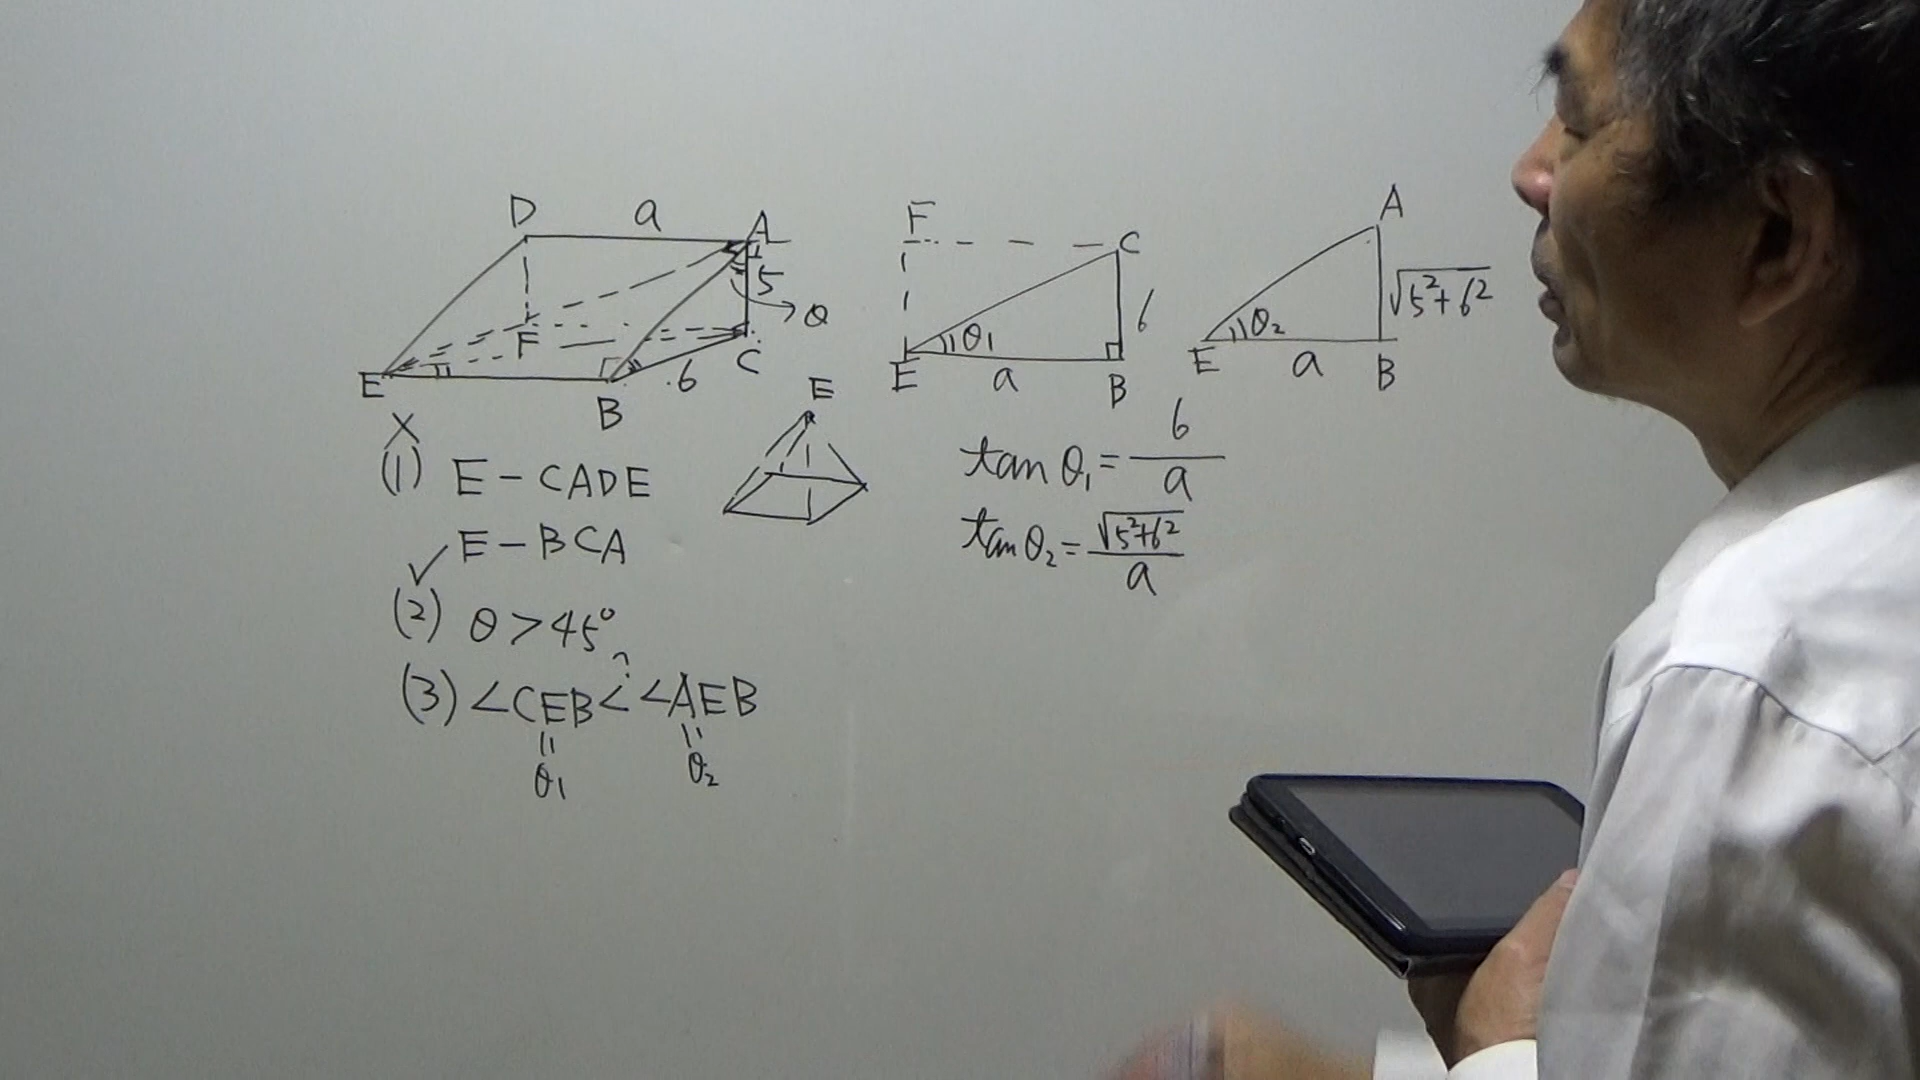 D a A
5
θ
F
C
E B 6
F C
6
θ₁
E a B
A
√5²+6²
θ₂
E a B
E
×
(1) E-CADE
E-BCA
✓
(2) θ>45°
?
(3) <CEB< <AEB
"
θ₁
"
θ₂
tan θ₁ = 6/a
tan θ₂ = √5²+6²/a